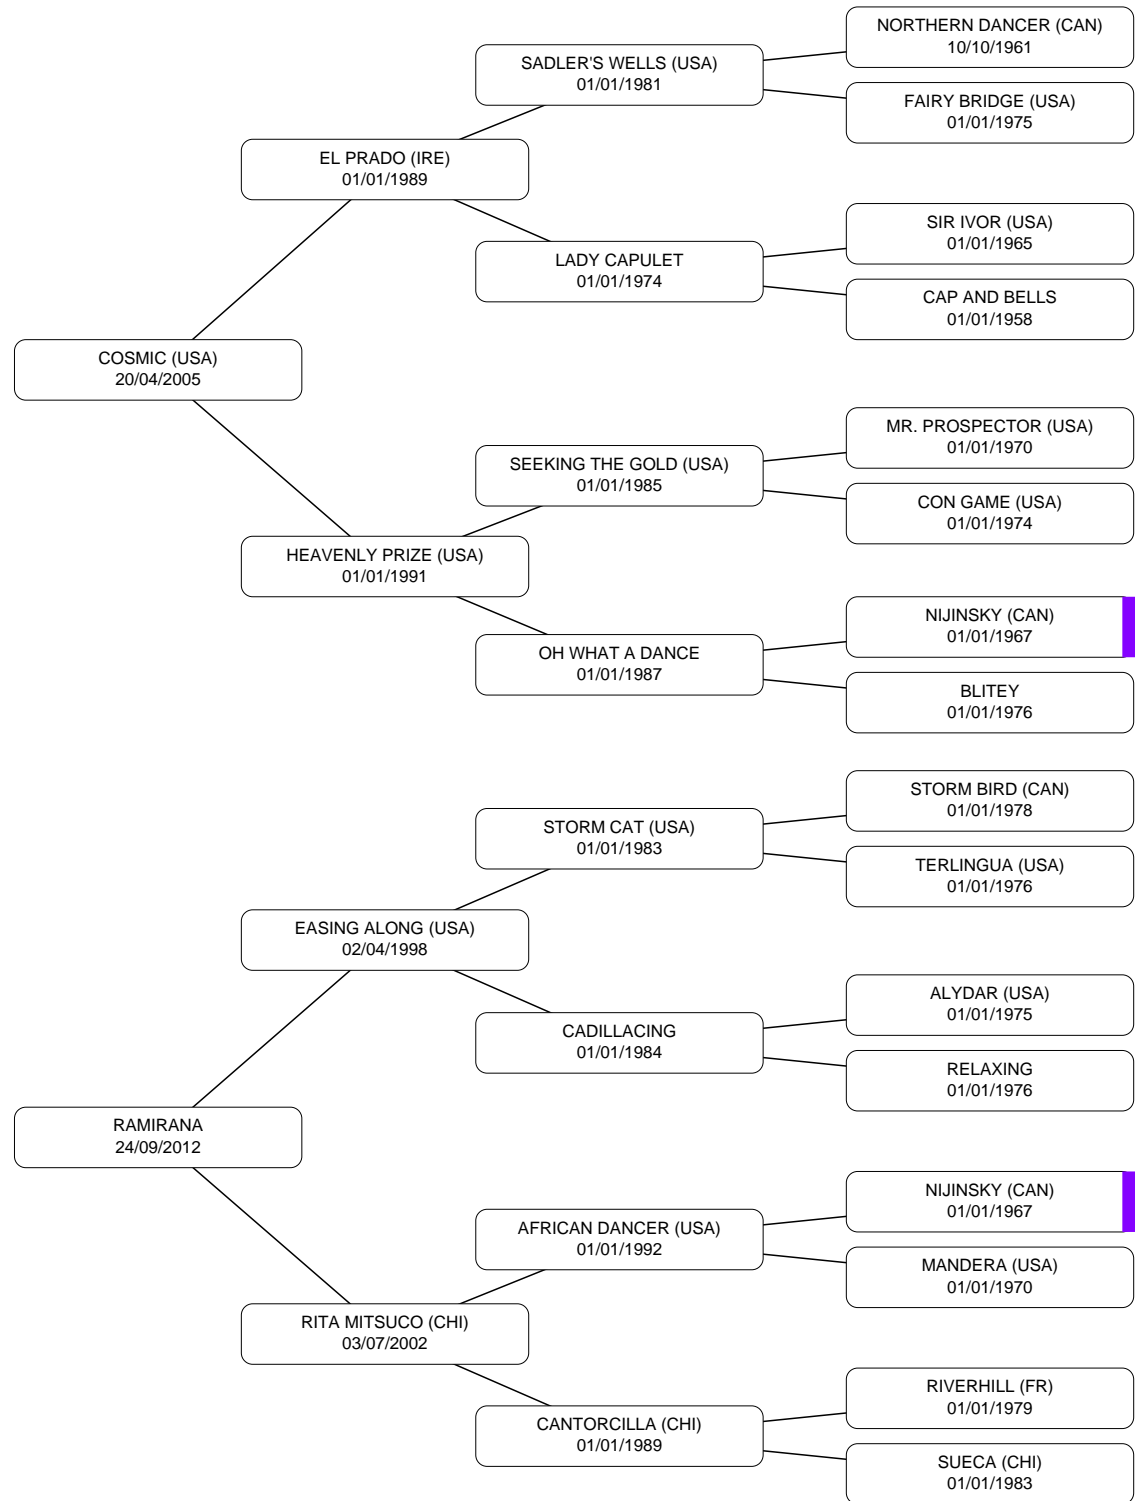 NORTHERN DANCER (CAN)
10/10/1961
SADLER'S WELLS (USA)
01/01/1981
FAIRY BRIDGE (USA)
01/01/1975
EL PRADO (IRE)
01/01/1989
SIR IVOR (USA)
01/01/1965
LADY CAPULET
01/01/1974
CAP AND BELLS
01/01/1958
COSMIC (USA)
20/04/2005
MR. PROSPECTOR (USA)
01/01/1970
SEEKING THE GOLD (USA)
01/01/1985
CON GAME (USA)
01/01/1974
HEAVENLY PRIZE (USA)
01/01/1991
NIJINSKY (CAN)
01/01/1967
OH WHAT A DANCE
01/01/1987
BLITEY
01/01/1976
STORM BIRD (CAN)
01/01/1978
STORM CAT (USA)
01/01/1983
TERLINGUA (USA)
01/01/1976
EASING ALONG (USA)
02/04/1998
ALYDAR (USA)
01/01/1975
CADILLACING
01/01/1984
RELAXING
01/01/1976
RAMIRANA
24/09/2012
NIJINSKY (CAN)
01/01/1967
AFRICAN DANCER (USA)
01/01/1992
MANDERA (USA)
01/01/1970
RITA MITSUCO (CHI)
03/07/2002
RIVERHILL (FR)
01/01/1979
CANTORCILLA (CHI)
01/01/1989
SUECA (CHI)
01/01/1983